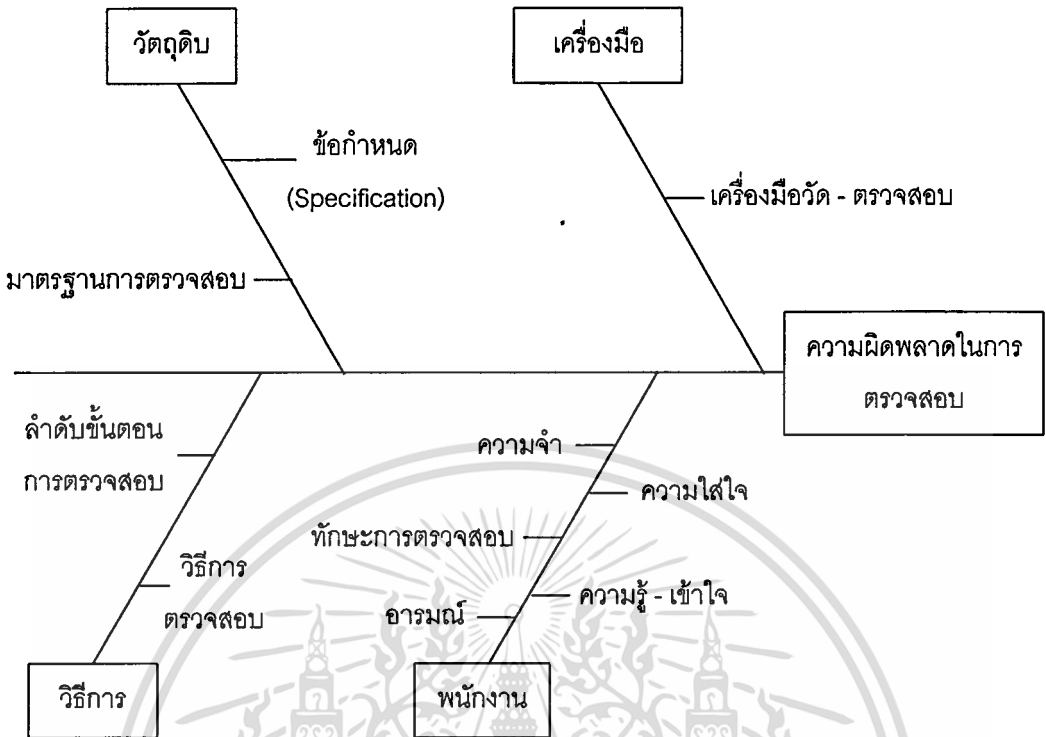 วัตถุดิบ
เครื่องมือ
ข้อกำหนด
(Specification)
เครื่องมือวัด - ตรวจสอบ
มาตรฐานการตรวจสอบ
ความผิดพลาดในการ
ตรวจสอบ
ลำดับขั้นตอน
การตรวจสอบ
ความจำ
ความใส่ใจ
ทักษะการตรวจสอบ
วิธีการ
ตรวจสอบ
ความรู้ - เข้าใจ
อารมณ์
วิธีการ
พนักงาน